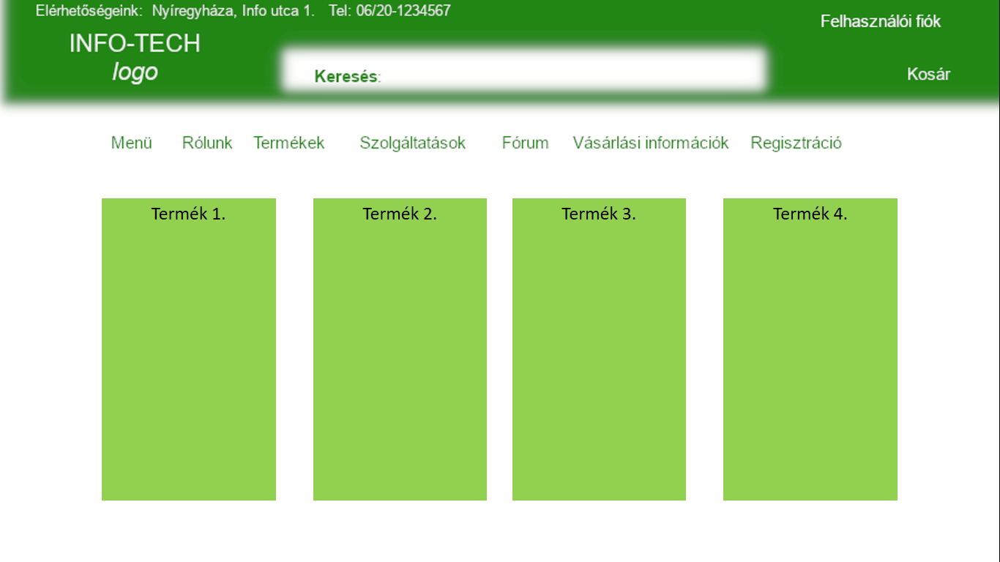 Elérhetőségeink: Nyíregyháza, Info utca 1. Tel: 06/20-1234567
Felhasználói fiók
INFO-TECH
logo
Keresés:
Kosár
Menü Rólunk Termékek Szolgáltatások Fórum Vásárlási információk Regisztráció
Termék 1. Termék 2. Termék 3. Termék 4.